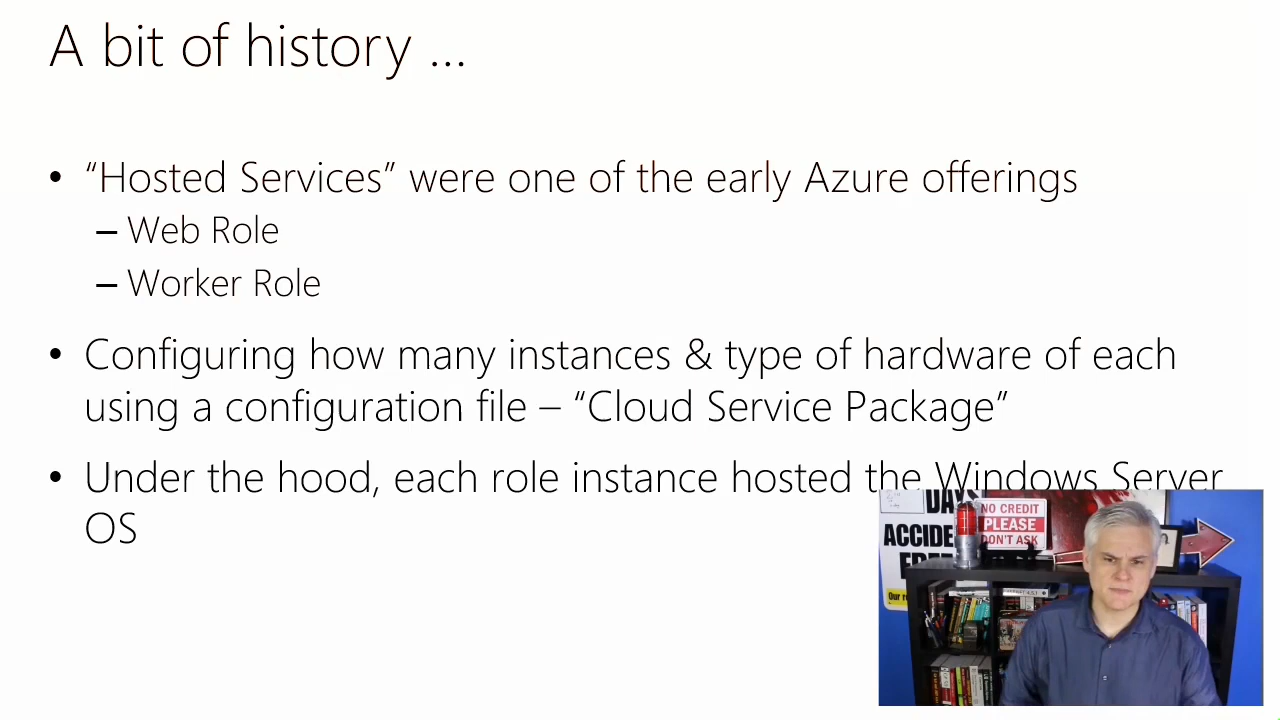 A bit of history ...
• “Hosted Services” were one of the early Azure offerings
– Web Role
– Worker Role
• Configuring how many instances & type of hardware of each
using a configuration file – “Cloud Service Package”
• Under the hood, each role instance hosted the Windows Server
OS
DAYS
NO CREDIT
PLEASE
DON'T ASK